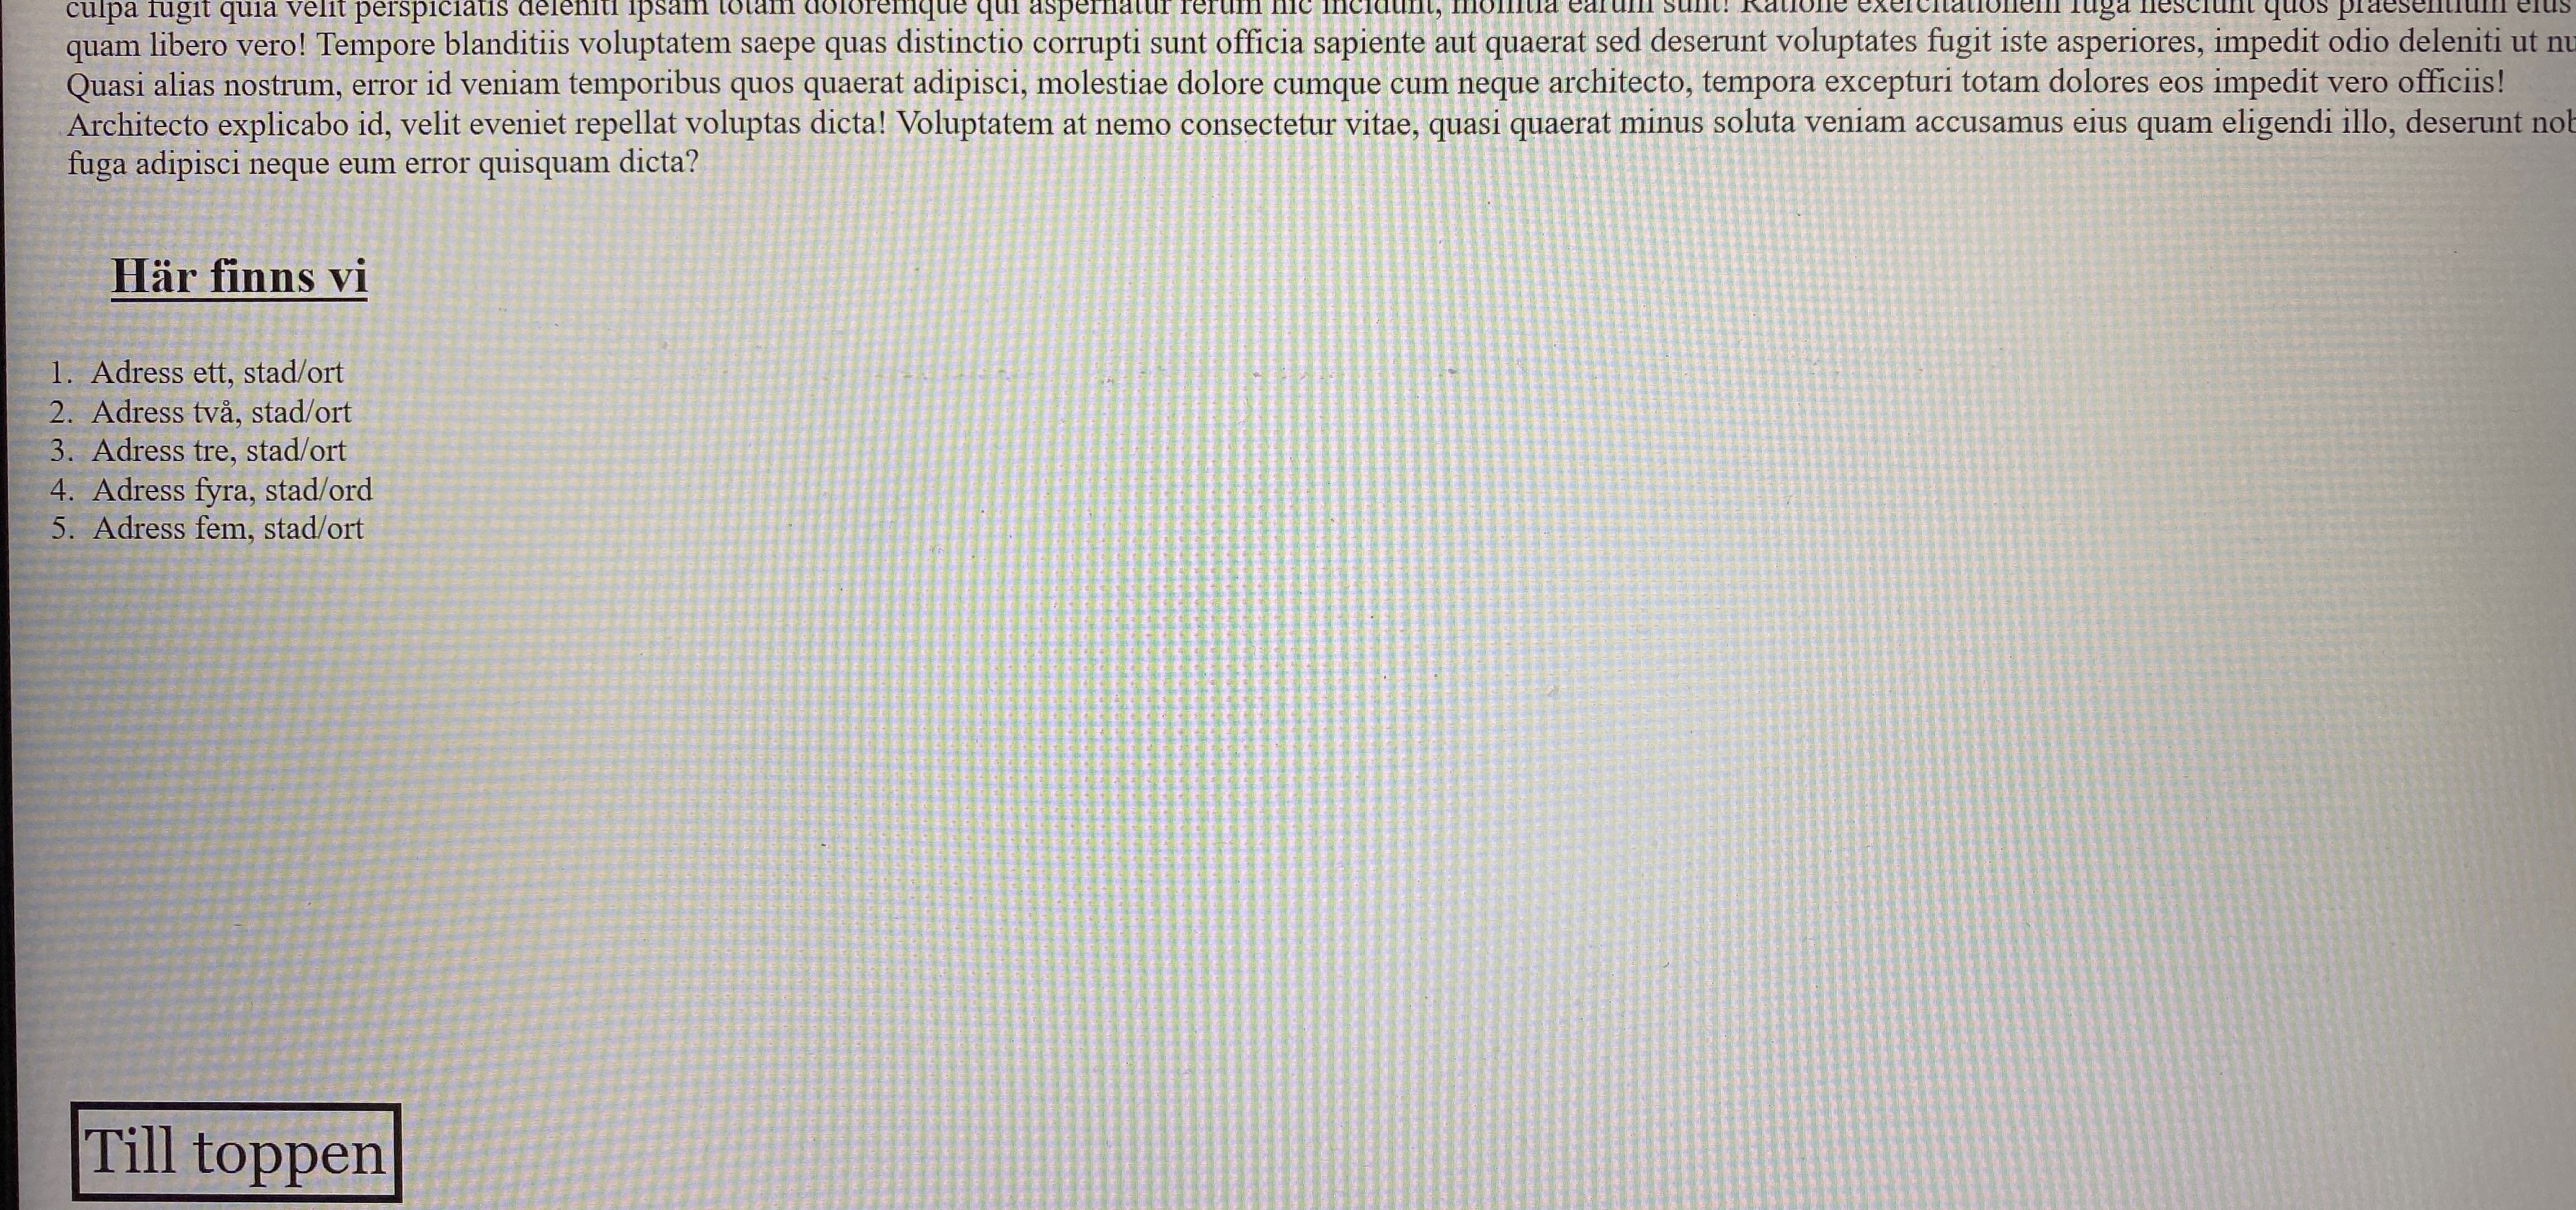 culpa fugit quia velit perspiciatis deleniti ipsam totam doloremque qui aspernatur rerum hic incidunt, mollitia earum sunt! Ratione exercitationem fuga nesciunt quos praesentium eius
quam libero vero! Tempore blanditiis voluptatem saepe quas distinctio corrupti sunt officia sapiente aut quaerat sed deserunt voluptates fugit iste asperiores, impedit odio deleniti ut
Quasi alias nostrum, error id veniam temporibus quos quaerat adipisci, molestiae dolore cumque cum neque architecto, tempora excepturi totam dolores eos impedit vero officiis!
Architecto explicabo id, velit eveniet repellat voluptas dicta! Voluptatem at nemo consectetur vitae, quasi quaerat minus soluta veniam accusamus eius quam eligendi illo, deserunt
fuga adipisci neque eum error quisquam dicta?
Här finns vi
1. Adress ett, stad/ort
2. Adress två, stad/ort
3. Adress tre, stad/ort
4. Adress fyra, stad/ord
5. Adress fem, stad/ort
Till toppen